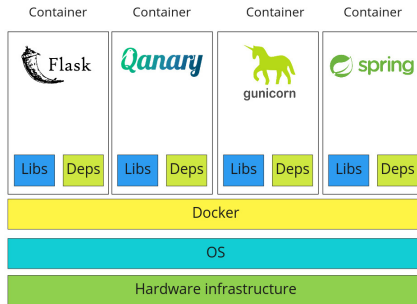 Container Container Container Container
Flask Qanary gunicorn spring
Libs Deps Libs Deps Libs Deps Libs Deps
Docker
OS
Hardware infrastructure